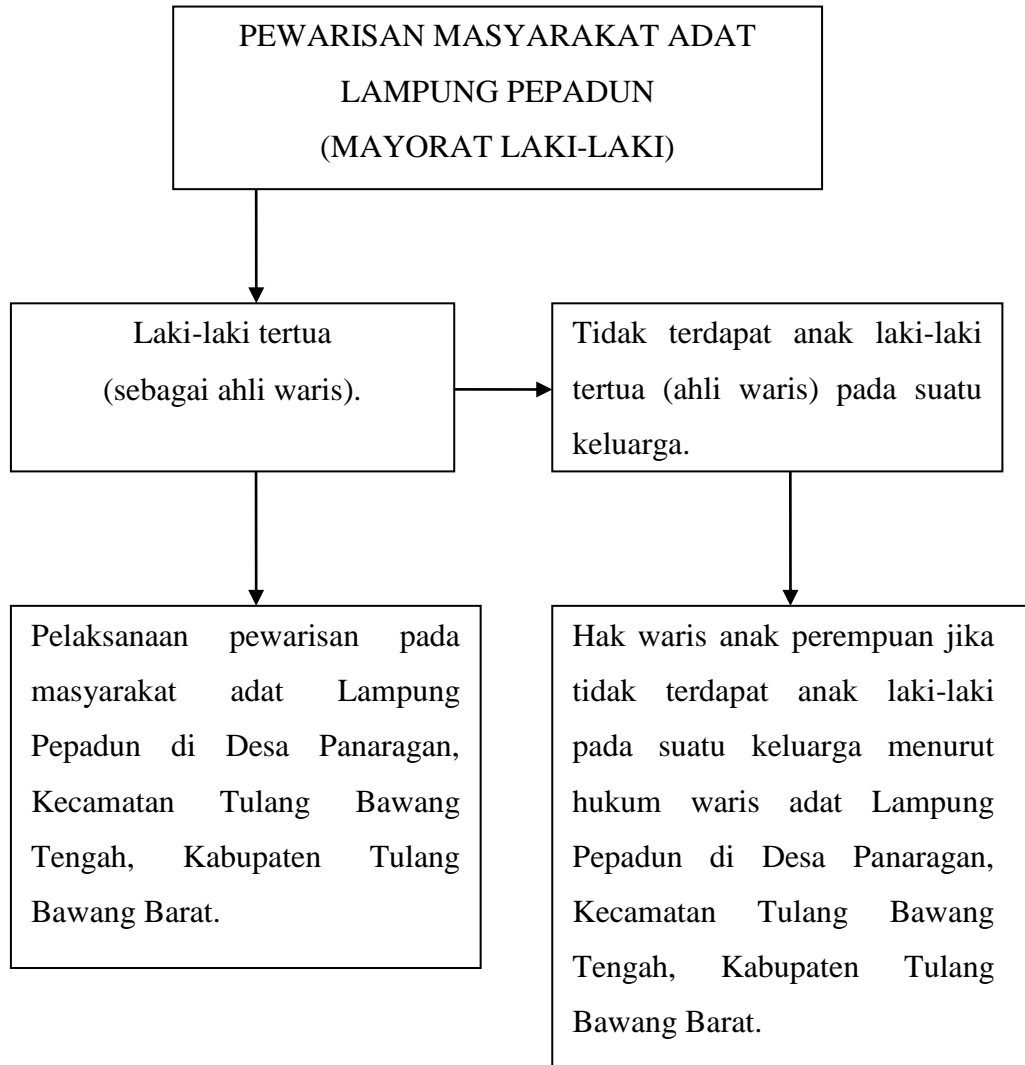 PEWARISAN MASYARAKAT ADAT
LAMPUNG PEPADUN
(MAYORAT LAKI-LAKI)
Laki-laki tertua
(sebagai ahli waris).
Tidak terdapat anak laki-laki
tertua (ahli waris) pada suatu
keluarga.
Pelaksanaan pewarisan pada
masyarakat adat Lampung
Pepadun di Desa Panaragan,
Kecamatan Tulang Bawang
Tengah, Kabupaten Tulang
Bawang Barat.
Hak waris anak perempuan jika
tidak terdapat anak laki-laki
pada suatu keluarga menurut
hukum waris adat Lampung
Pepadun di Desa Panaragan,
Kecamatan Tulang Bawang
Tengah, Kabupaten Tulang
Bawang Barat.